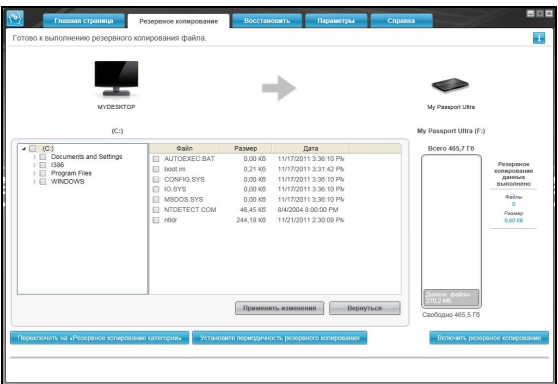 Главная страница
Резервное копирование
Восстановить
Параметры
Справка
Готово к выполнению резервного копирования файла.
i
MYDESKTOP
My Passport Ultra
(C:)
My Passport Ultra (F:)
(C:)
Documents and Settings
I386
Program Files
WINDOWS
Файл Размер Дата
AUTOEXEC.BAT 0,00 Кб 11/17/2011 3:36:10 PM
boot.ini 0,21 Кб 11/17/2011 3:31:42 PM
CONFIG.SYS 0,00 Кб 11/17/2011 3:36:10 PM
IO.SYS 0,00 Кб 11/17/2011 3:36:10 PM
MSDOS.SYS 0,00 Кб 11/17/2011 3:36:10 PM
NTDETECT.COM 46,45 Кб 8/4/2004 8:00:00 PM
ntldr 244,19 Кб 11/21/2011 2:30:09 PM
Всего 465,7 Гб
Дополн. файлы
270,2 Мб
Свободно 465,5 Гб
Резервное
копирование
данных
выполнено
Файлы
0
Размер
0,00 Кб
Применить изменения
Вернуться
Переключить на «Резервное копирование категории»
Установите периодичность резервного копирования
Включить резервное копирование